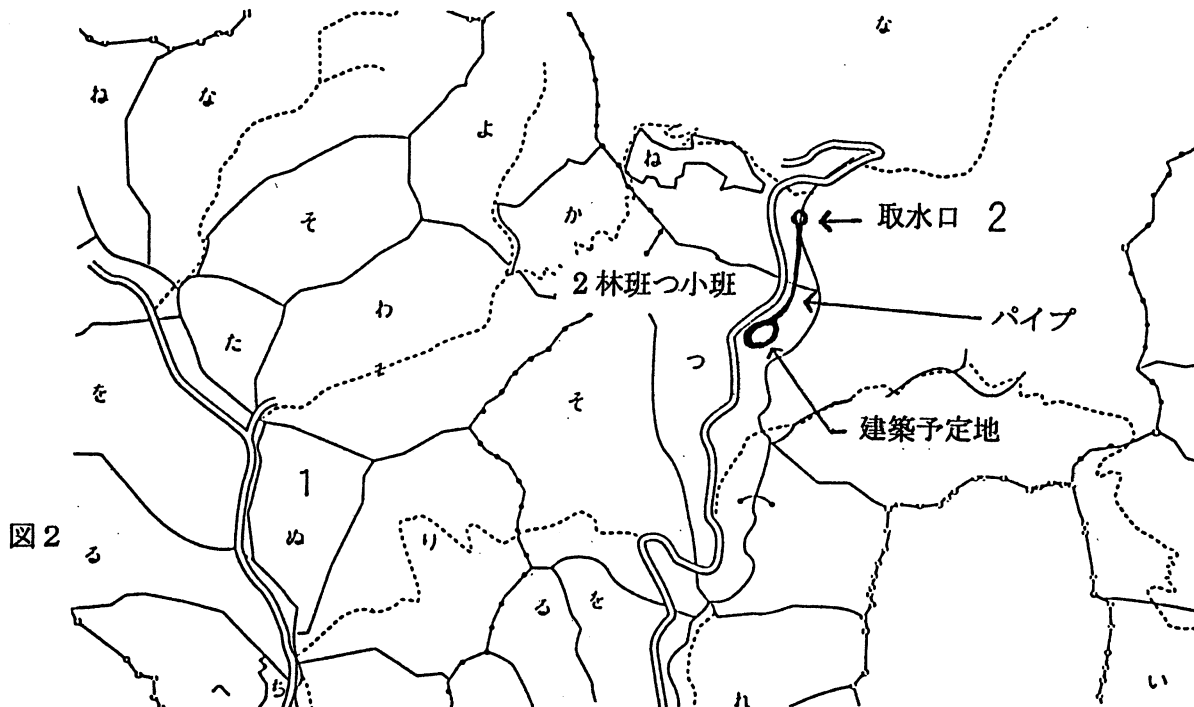 な
ね
な
よ
ね
そ
か
取水口 2
2林班つ小班
わ
パイプ
た
つ
を
そ
そ
建築予定地
1
図2
る
ぬ
り
る
を
へ
ち
れ
い